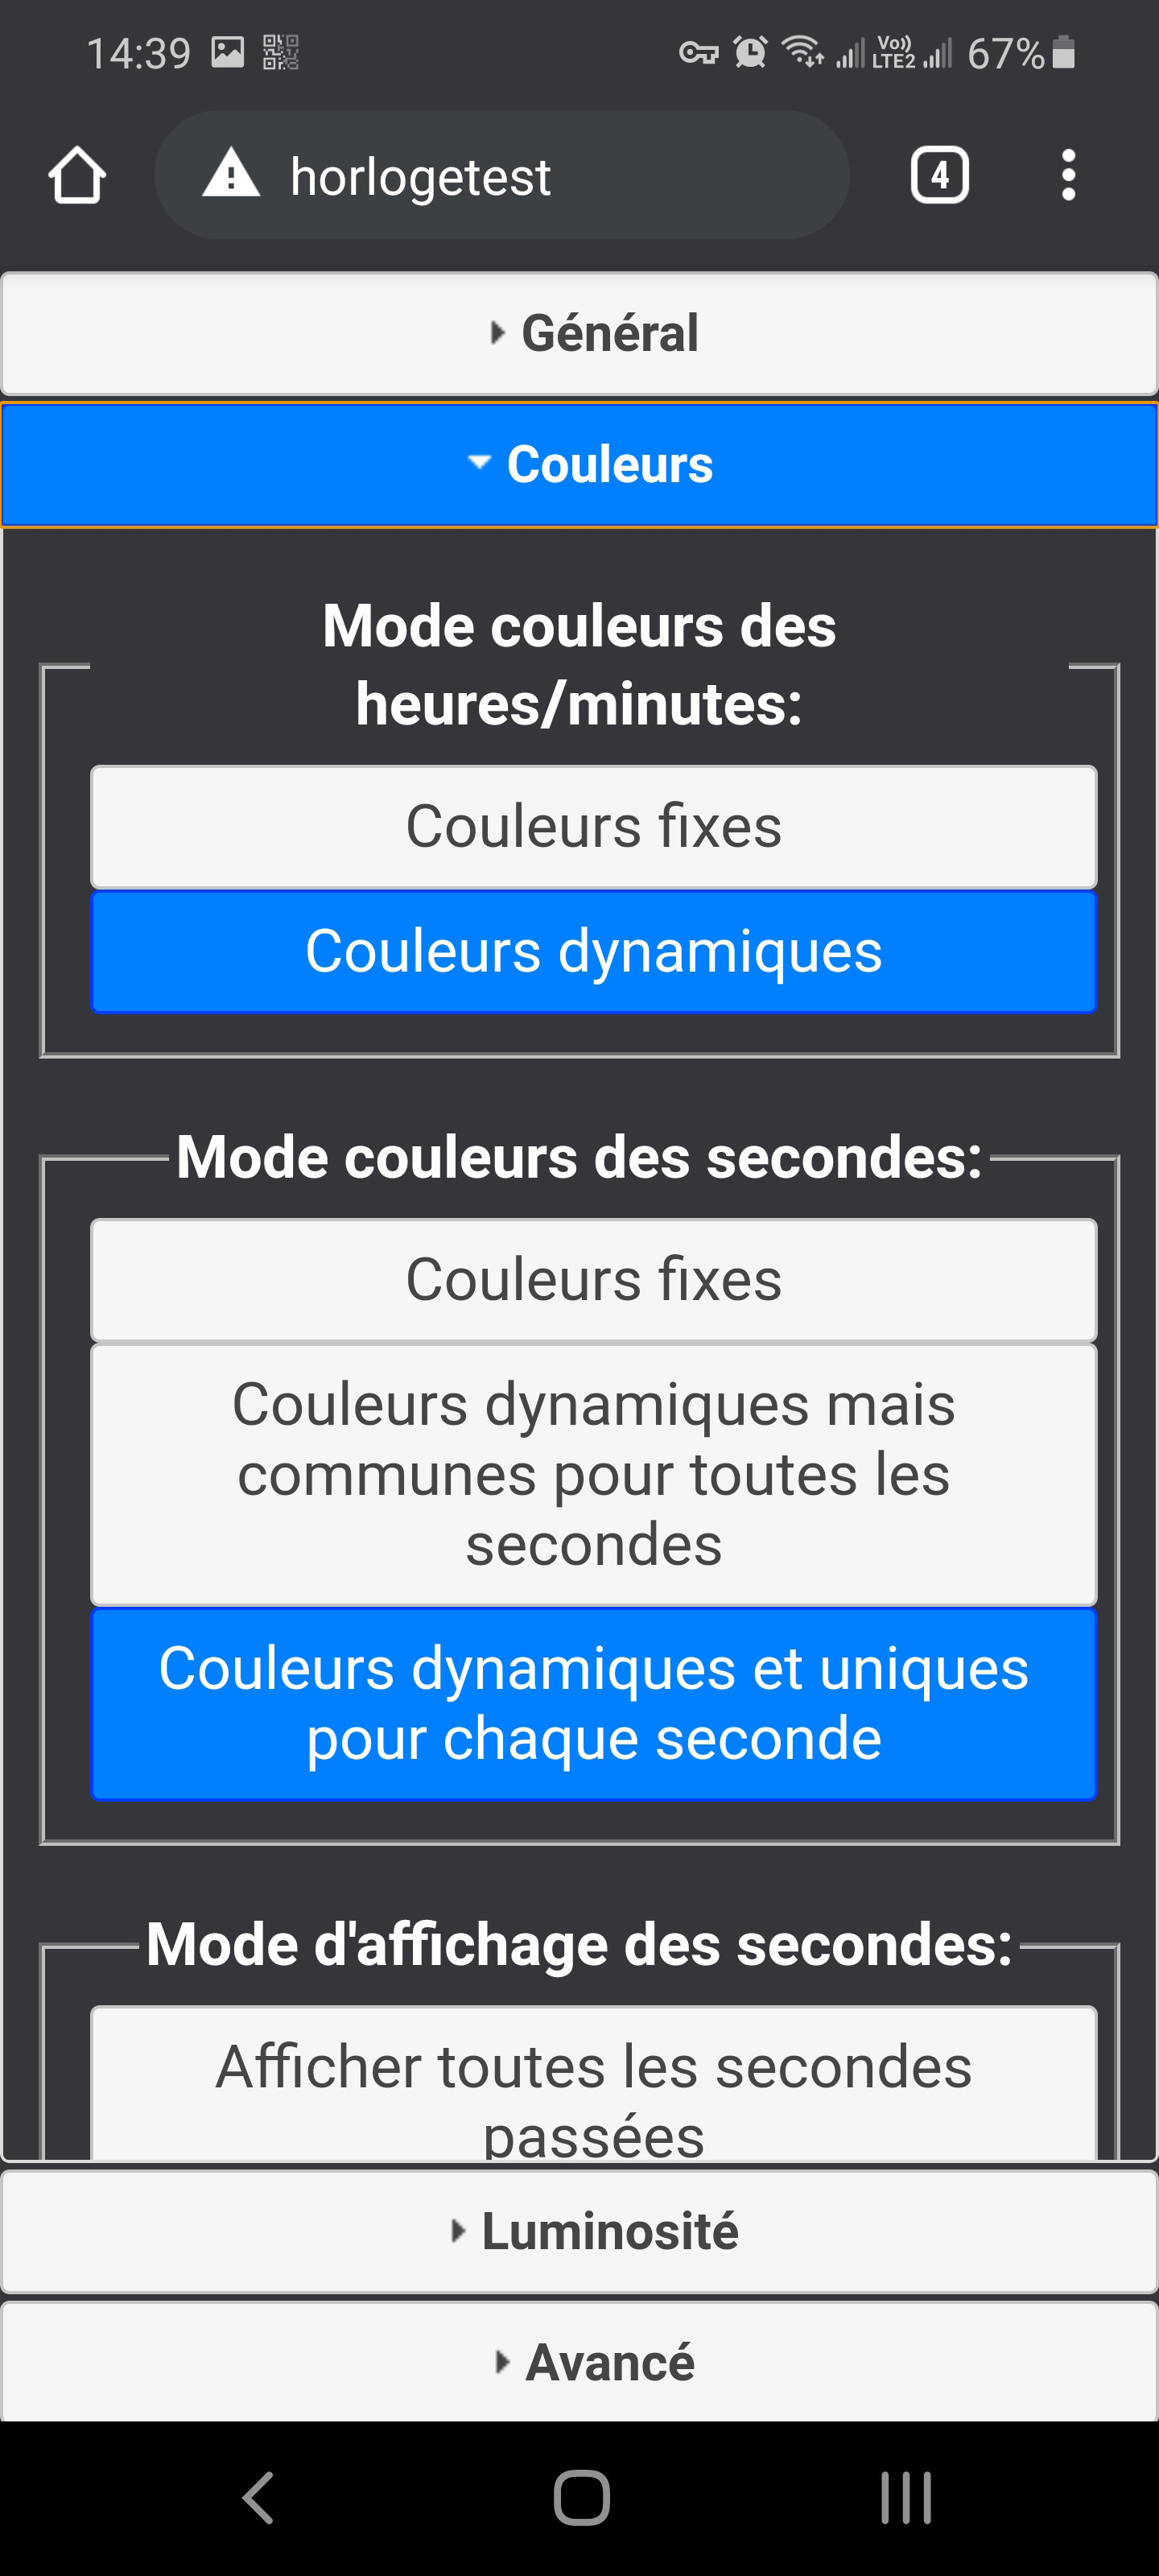 14:39 Vo)) LTE2 67%
horlogetest 4
Général
Couleurs
Mode couleurs des
heures/minutes:
Couleurs fixes
Couleurs dynamiques
Mode couleurs des secondes:
Couleurs fixes
Couleurs dynamiques mais
communes pour toutes les
secondes
Couleurs dynamiques et uniques
pour chaque seconde
Mode d'affichage des secondes:
Afficher toutes les secondes
passées
Luminosité
Avancé